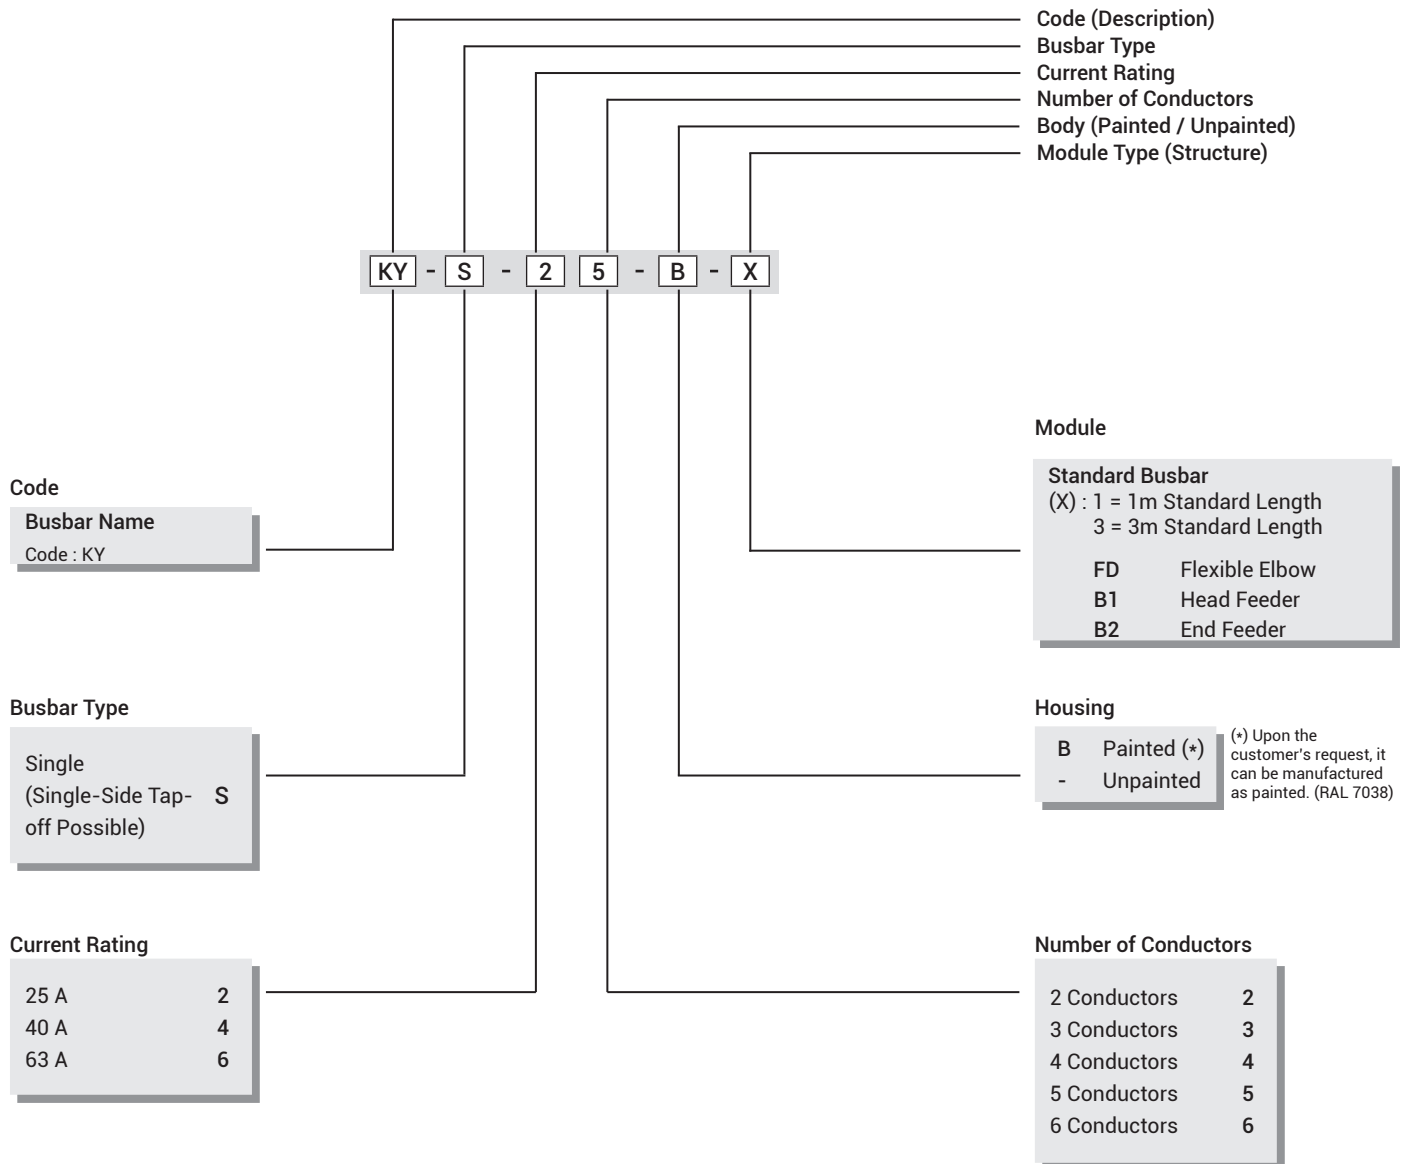 Code (Description)
Busbar Type
Current Rating
Number of Conductors
Body (Painted / Unpainted)
Module Type (Structure)
KY - S - 2 5 - B - X
Module
Standard Busbar
(X) : 1 = 1m Standard Length
3 = 3m Standard Length
FD Flexible Elbow
B1 Head Feeder
B2 End Feeder
Code
Busbar Name
Code : KY
Busbar Type
Single
(Single-Side Tap- S
off Possible)
Housing
B Painted (*)
- Unpainted
(*) Upon the
customer's request, it
can be manufactured
as painted. (RAL 7038)
Current Rating
25 A 2
40 A 4
63 A 6
Number of Conductors
2 Conductors 2
3 Conductors 3
4 Conductors 4
5 Conductors 5
6 Conductors 6